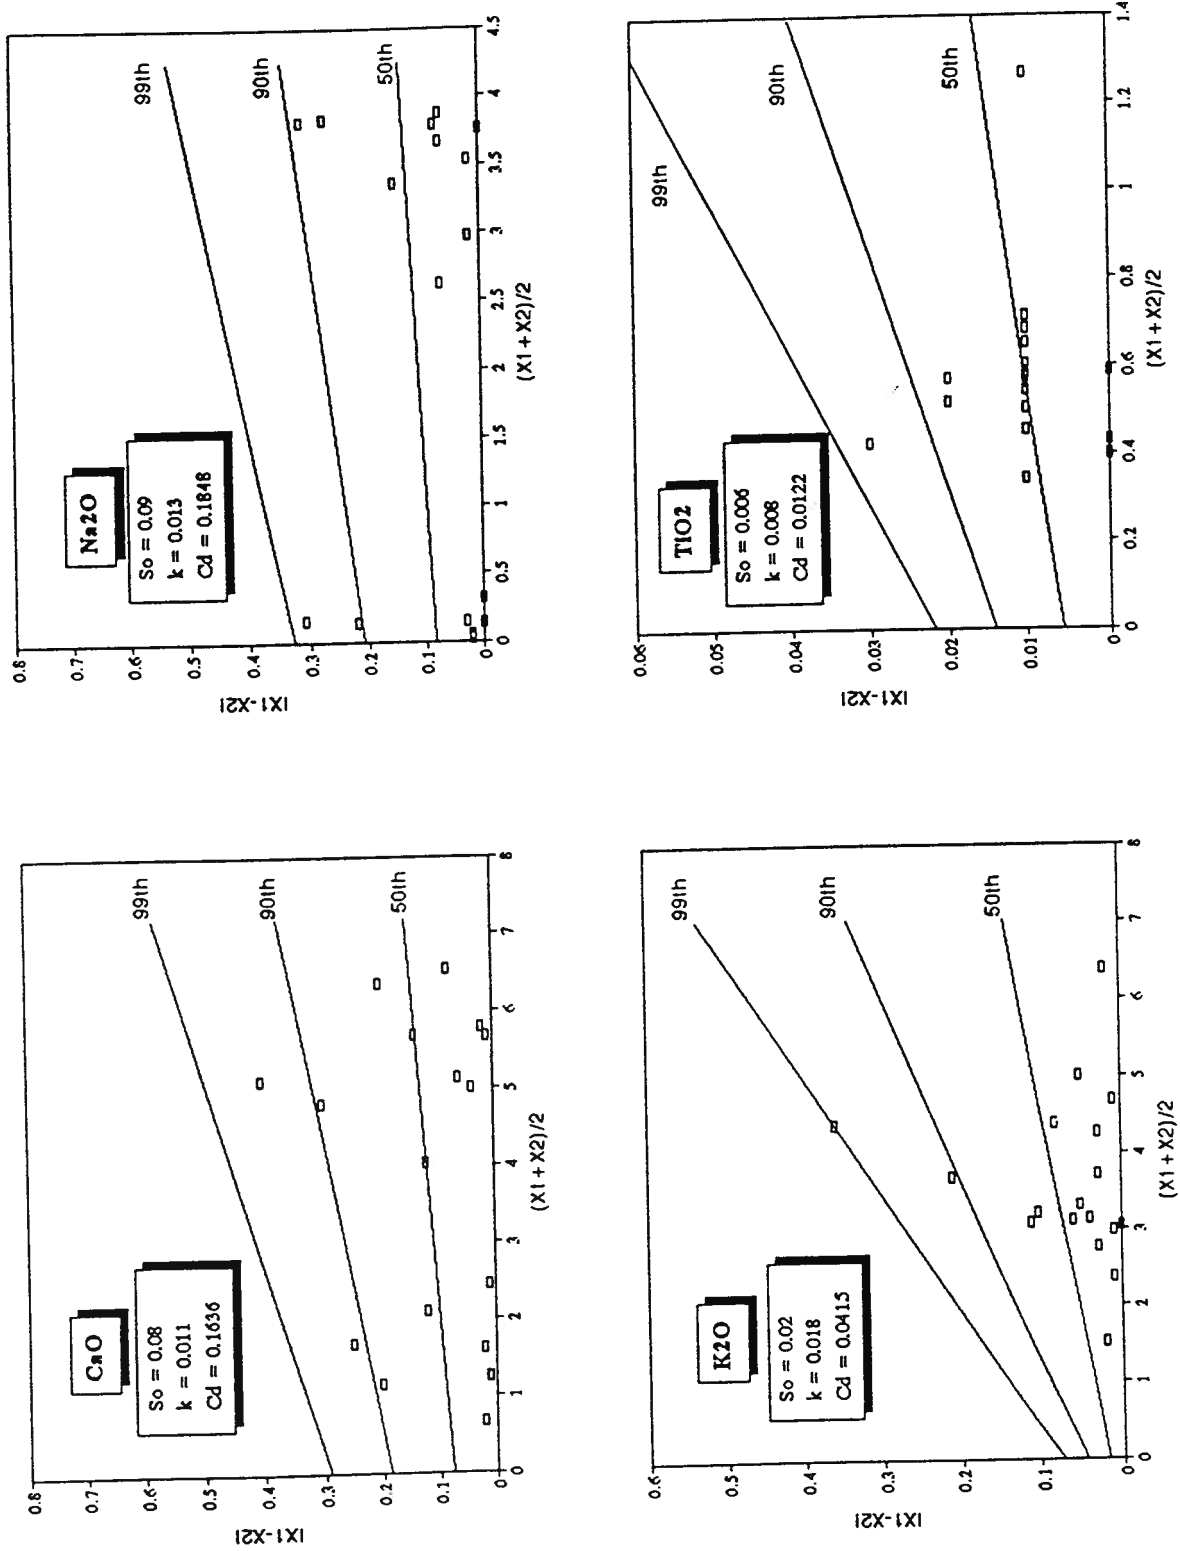 CaO
So = 0.08
k = 0.011
Cd = 0.1636
99th
90th
50th
|X1-X2|
0.8
0.7
0.6
0.5
0.4
0.3
0.2
0.1
0
0 1 2 3 4 5 6 7 8
(X1+X2)/2
Na2O
So = 0.09
k = 0.013
Cd = 0.1848
99th
90th
50th
|X1-X2|
0.8
0.7
0.6
0.5
0.4
0.3
0.2
0.1
0
0 0.5 1 1.5 2 2.5 3 3.5 4 4.5
(X1+X2)/2
K2O
So = 0.02
k = 0.018
Cd = 0.0415
99th
90th
50th
|X1-X2|
0.6
0.5
0.4
0.3
0.2
0.1
0
0 1 2 3 4 5 6 7 8
(X1+X2)/2
TiO2
So = 0.006
k = 0.008
Cd = 0.0122
99th
90th
50th
|X1-X2|
0.06
0.05
0.04
0.03
0.02
0.01
0
0 0.2 0.4 0.6 0.8 1 1.2 1.4
(X1+X2)/2